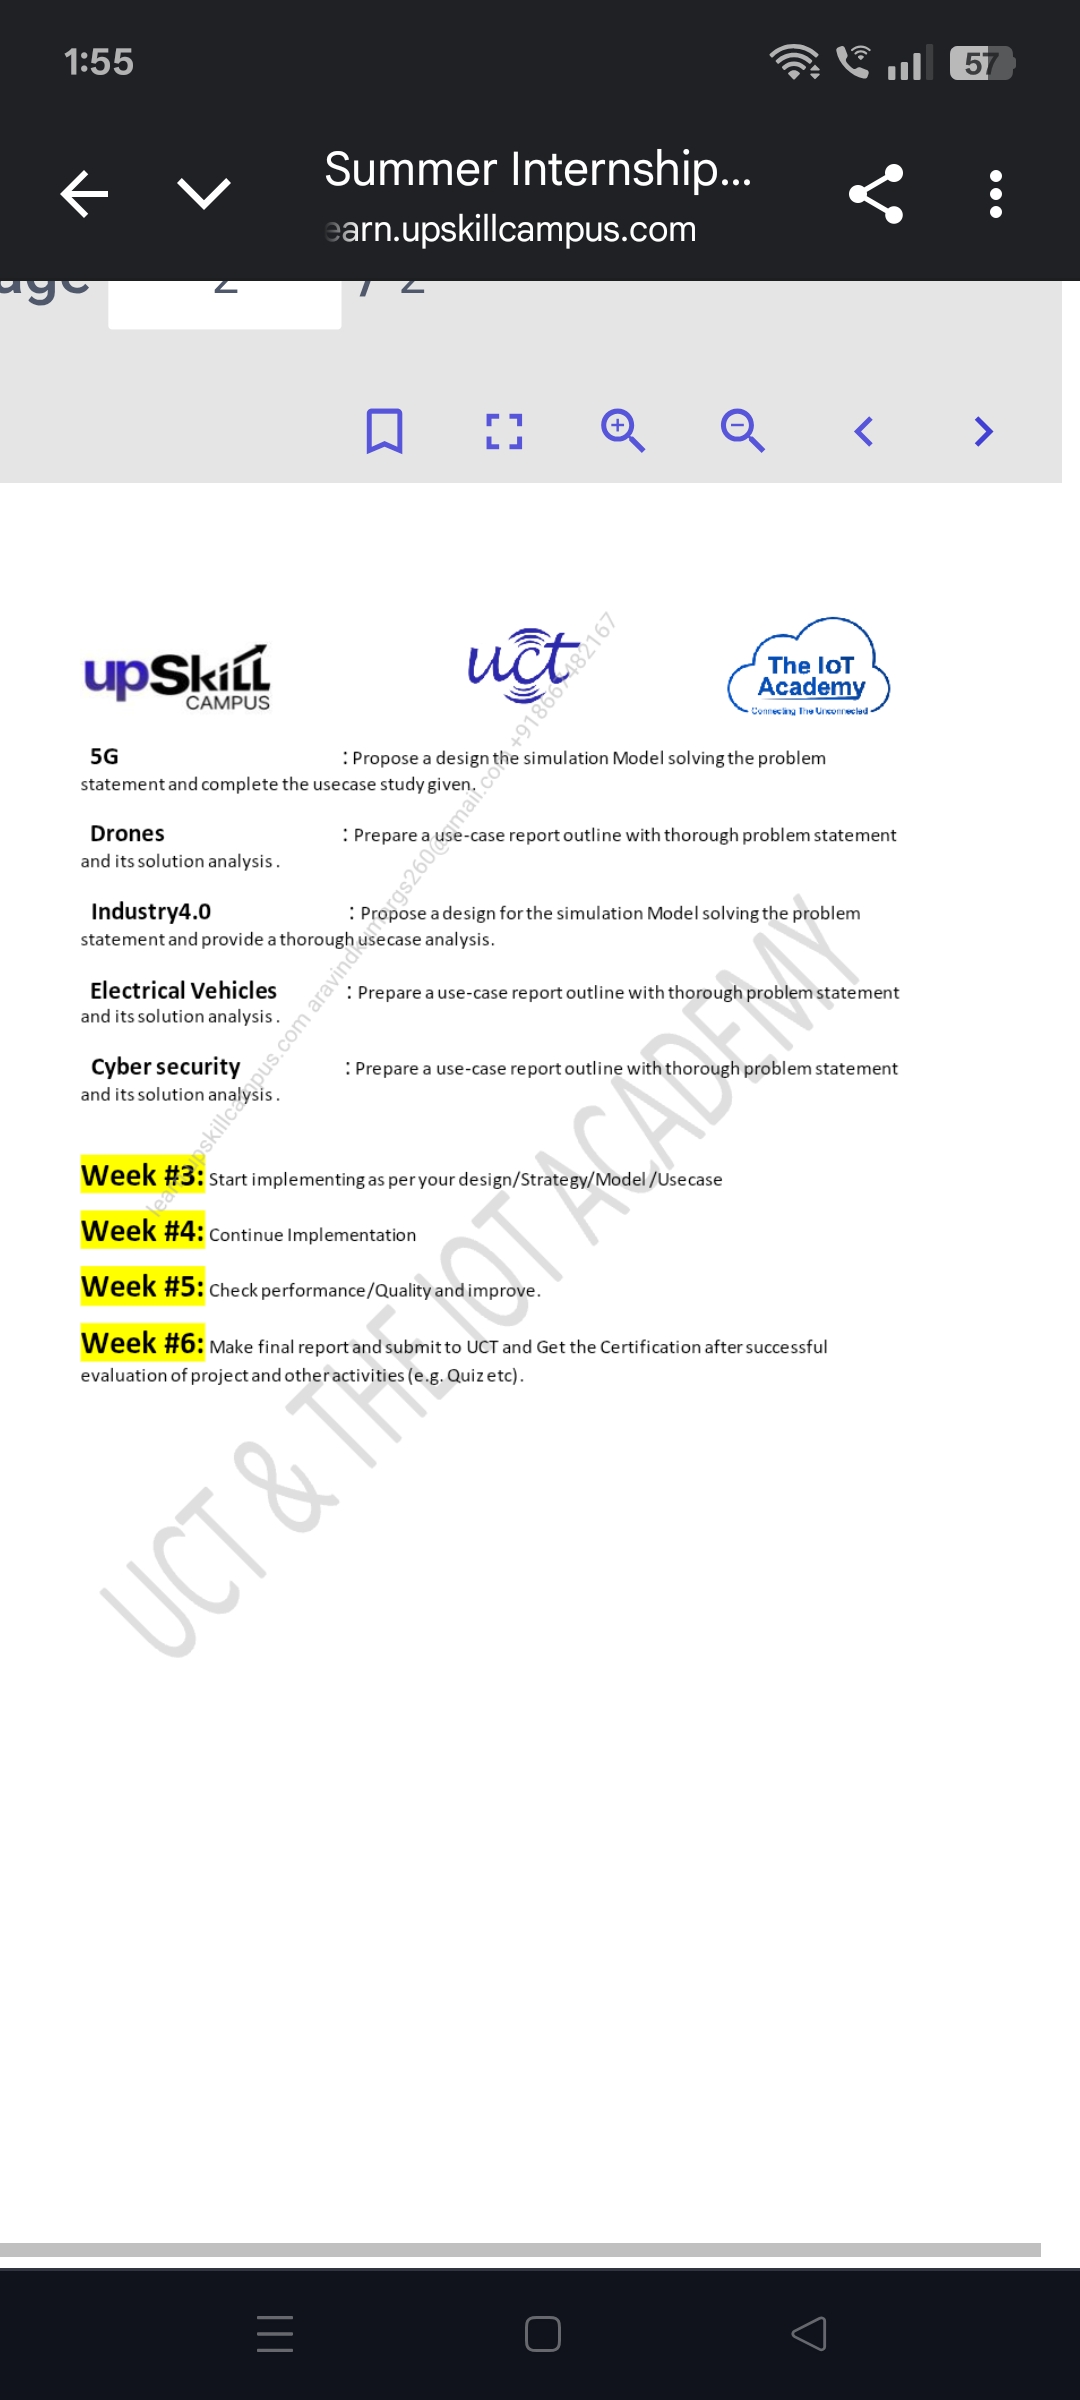 1:55
57
Summer Internship...
earn.upskillcampus.com
age 2 / 2
upSkill
CAMPUS
uct
The IoT
Academy
Connecting The Unconnected
5G : Propose a design the simulation Model solving the problem
statement and complete the usecase study given.
Drones : Prepare a use-case report outline with thorough problem statement
and its solution analysis .
Industry4.0 : Propose a design for the simulation Model solving the problem
statement and provide a thorough usecase analysis.
Electrical Vehicles : Prepare a use-case report outline with thorough problem statement
and its solution analysis .
Cyber security : Prepare a use-case report outline with thorough problem statement
and its solution analysis .
Week #3: Start implementing as per your design/Strategy/Model /Usecase
Week #4: Continue Implementation
Week #5: Check performance/Quality and improve.
Week #6: Make final report and submit to UCT and Get the Certification after successful
evaluation of project and other activities (e.g. Quiz etc).
UCT & THE IOT ACADEMY